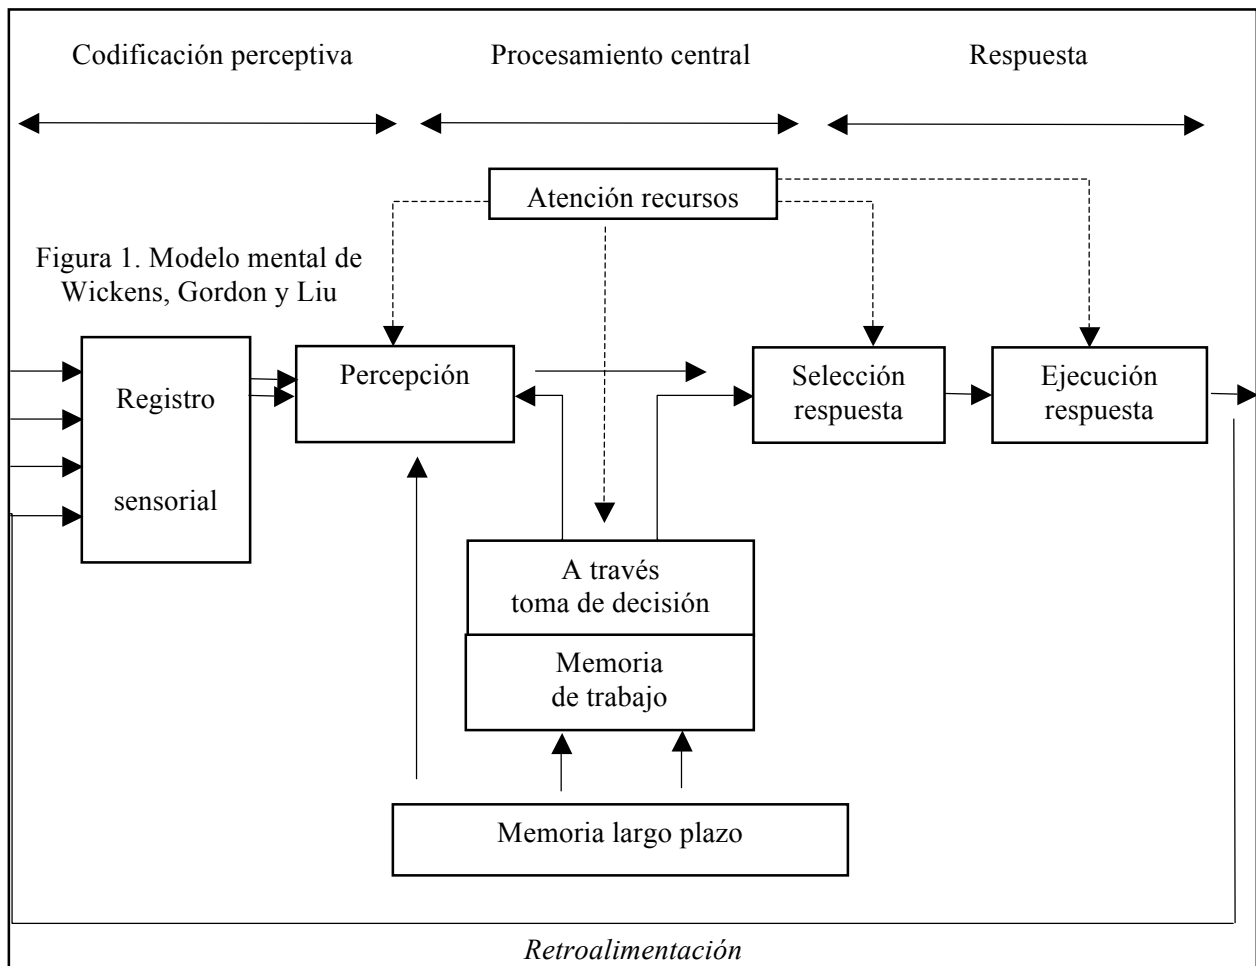 Codificación perceptiva
Procesamiento central
Respuesta
Atención recursos
Figura 1. Modelo mental de
Wickens, Gordon y Liu
Registro
sensorial
Percepción
Selección
respuesta
Ejecución
respuesta
A través
toma de decisión
Memoria
de trabajo
Memoria largo plazo
Retroalimentación